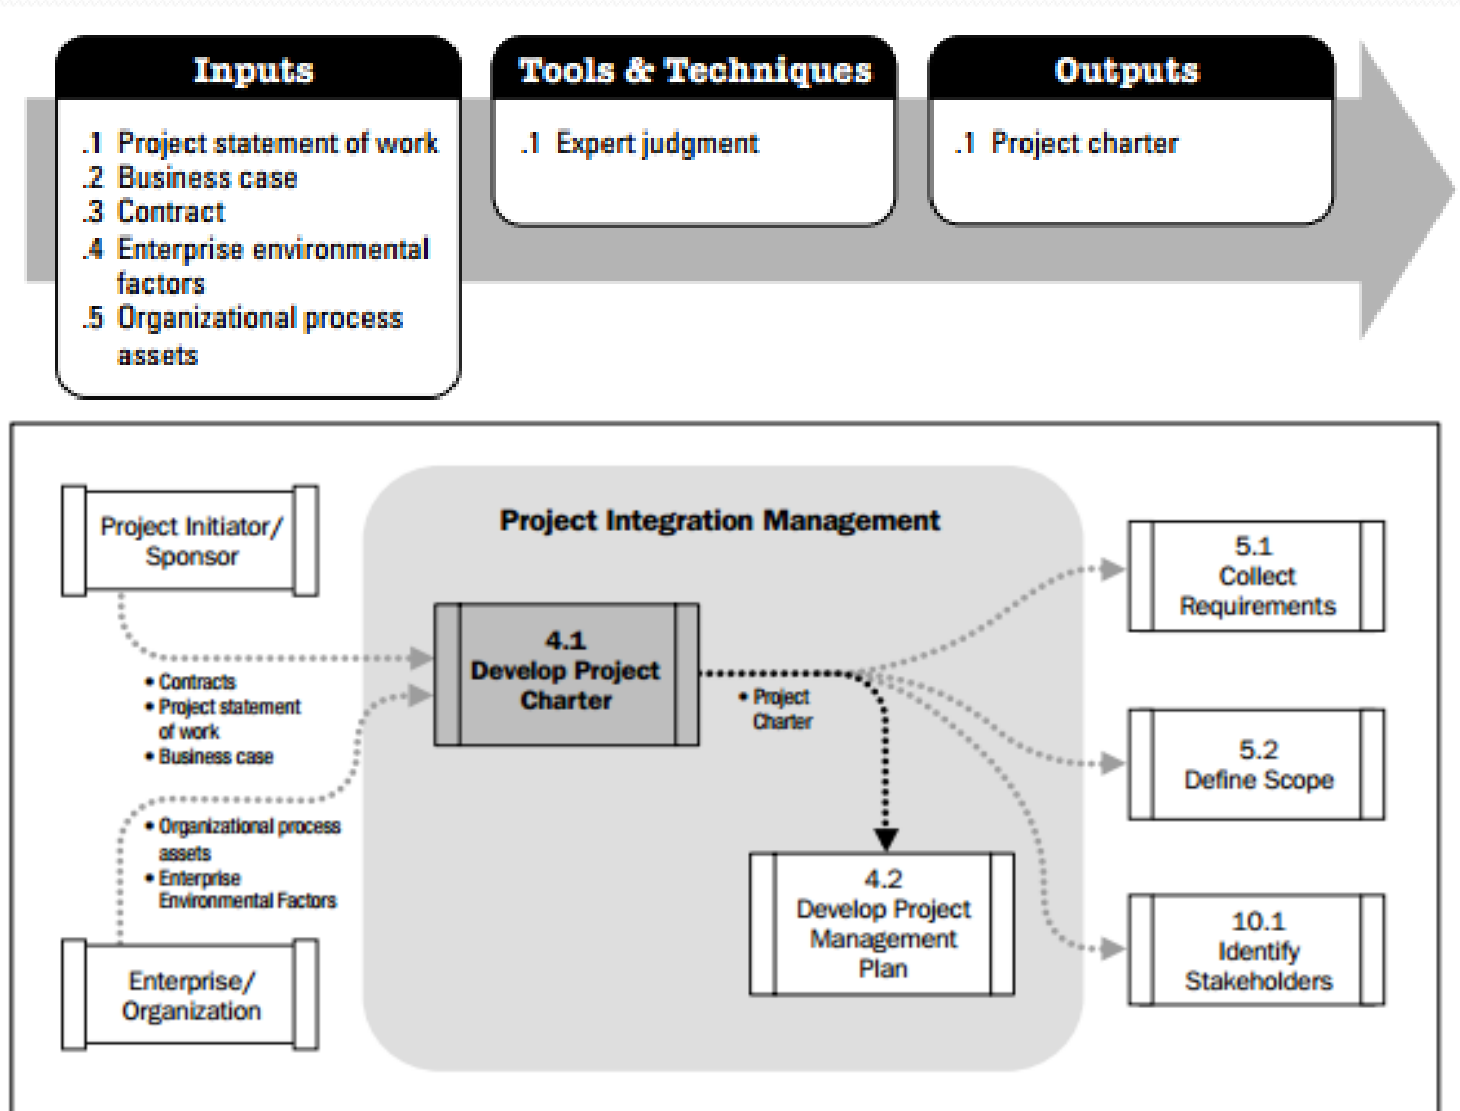 Inputs
.1 Project statement of work
.2 Business case
.3 Contract
.4 Enterprise environmental
factors
.5 Organizational process
assets
Tools & Techniques
.1 Expert judgment
Outputs
.1 Project charter
Project Integration Management
Project Initiator/
Sponsor
• Contracts
• Project statement
of work
• Business case
• Organizational process
assets
• Enterprise
Environmental Factors
Enterprise/
Organization
4.1
Develop Project
Charter
• Project
Charter
4.2
Develop Project
Management
Plan
5.1
Collect
Requirements
5.2
Define Scope
10.1
Identify
Stakeholders